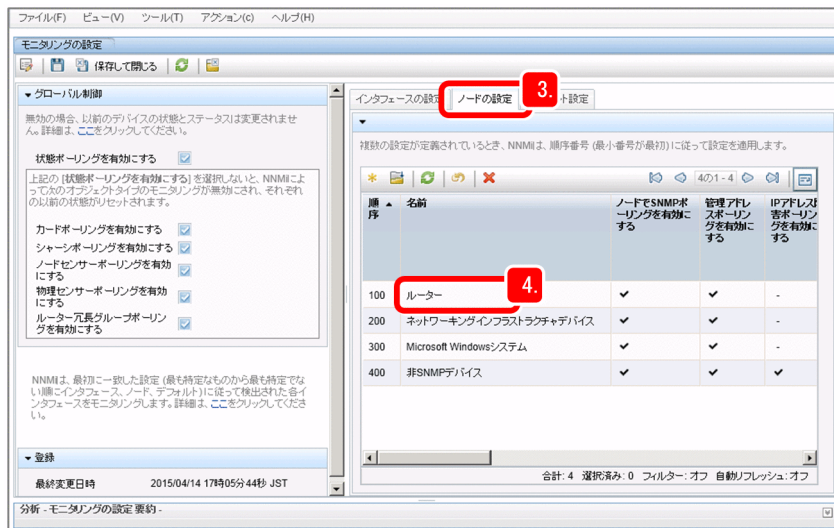 ファイル(F) ビュー(V) ツール(T) アクション(c) ヘルプ(H)
モニタリングの設定
保存して閉じる
グローバル制御
無効の場合、以前のデバイスの状態とステータスは変更されませ
ん。詳細は、ここをクリックしてください。
状態ポーリングを有効にする
上記の [状態ポーリングを有効にする] を選択しないと、NNMiによ
って次のオブジェクトタイプのモニタリングが無効にされ、それぞれ
の以前の状態がリセットされます。
カードポーリングを有効にする
シャーシポーリングを有効にする
ノードセンサーポーリングを有効
にする
物理センサーポーリングを有効
にする
ルーター冗長グループポーリン
グを有効にする
NNMiは、最初に一致した設定 (最も特定なものから最も特定でな
い順にインタフェース、ノード、デフォルト)に従って検出された各イ
ンタフェースをモニタリングします。詳細は、ここをクリックしてくださ
い。
登録
最終変更日時 2015/04/14 17時05分44秒 JST
インタフェースの設定 ノードの設定 3. ト設定
複数の設定が定義されているとき、NNMiは、順序番号 (最小番号が最初) に従って設定を適用します。
4の1 - 4
順序 名前 ノードでSNMPポーリングを有効にする 管理アドレスポーリングを有効にする IPアドレス 害ポーリン グを有効に する
4.
100 ルーター ✔ ✔ -
200 ネットワーキングインフラストラクチャデバイス ✔ ✔ -
300 Microsoft Windowsシステム ✔ ✔ -
400 非SNMPデバイス ✔ ✔ ✔
合計: 4 選択済み: 0 フィルター: オフ 自動リフレッシュ: オフ
分析 - モニタリングの設定 要約 -